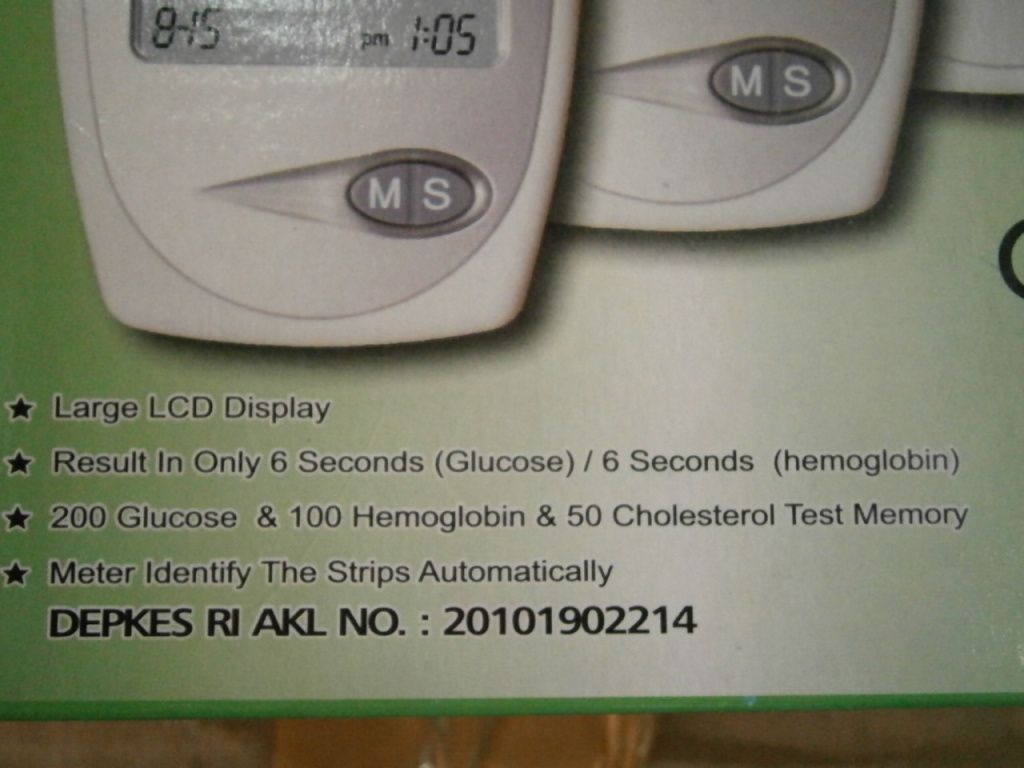 8-15 pm 1:05
M S
M S
Large LCD Display
Result In Only 6 Seconds (Glucose) / 6 Seconds (hemoglobin)
200 Glucose & 100 Hemoglobin & 50 Cholesterol Test Memory
Meter Identify The Strips Automatically
DEPKES RI AKL NO. : 20101902214